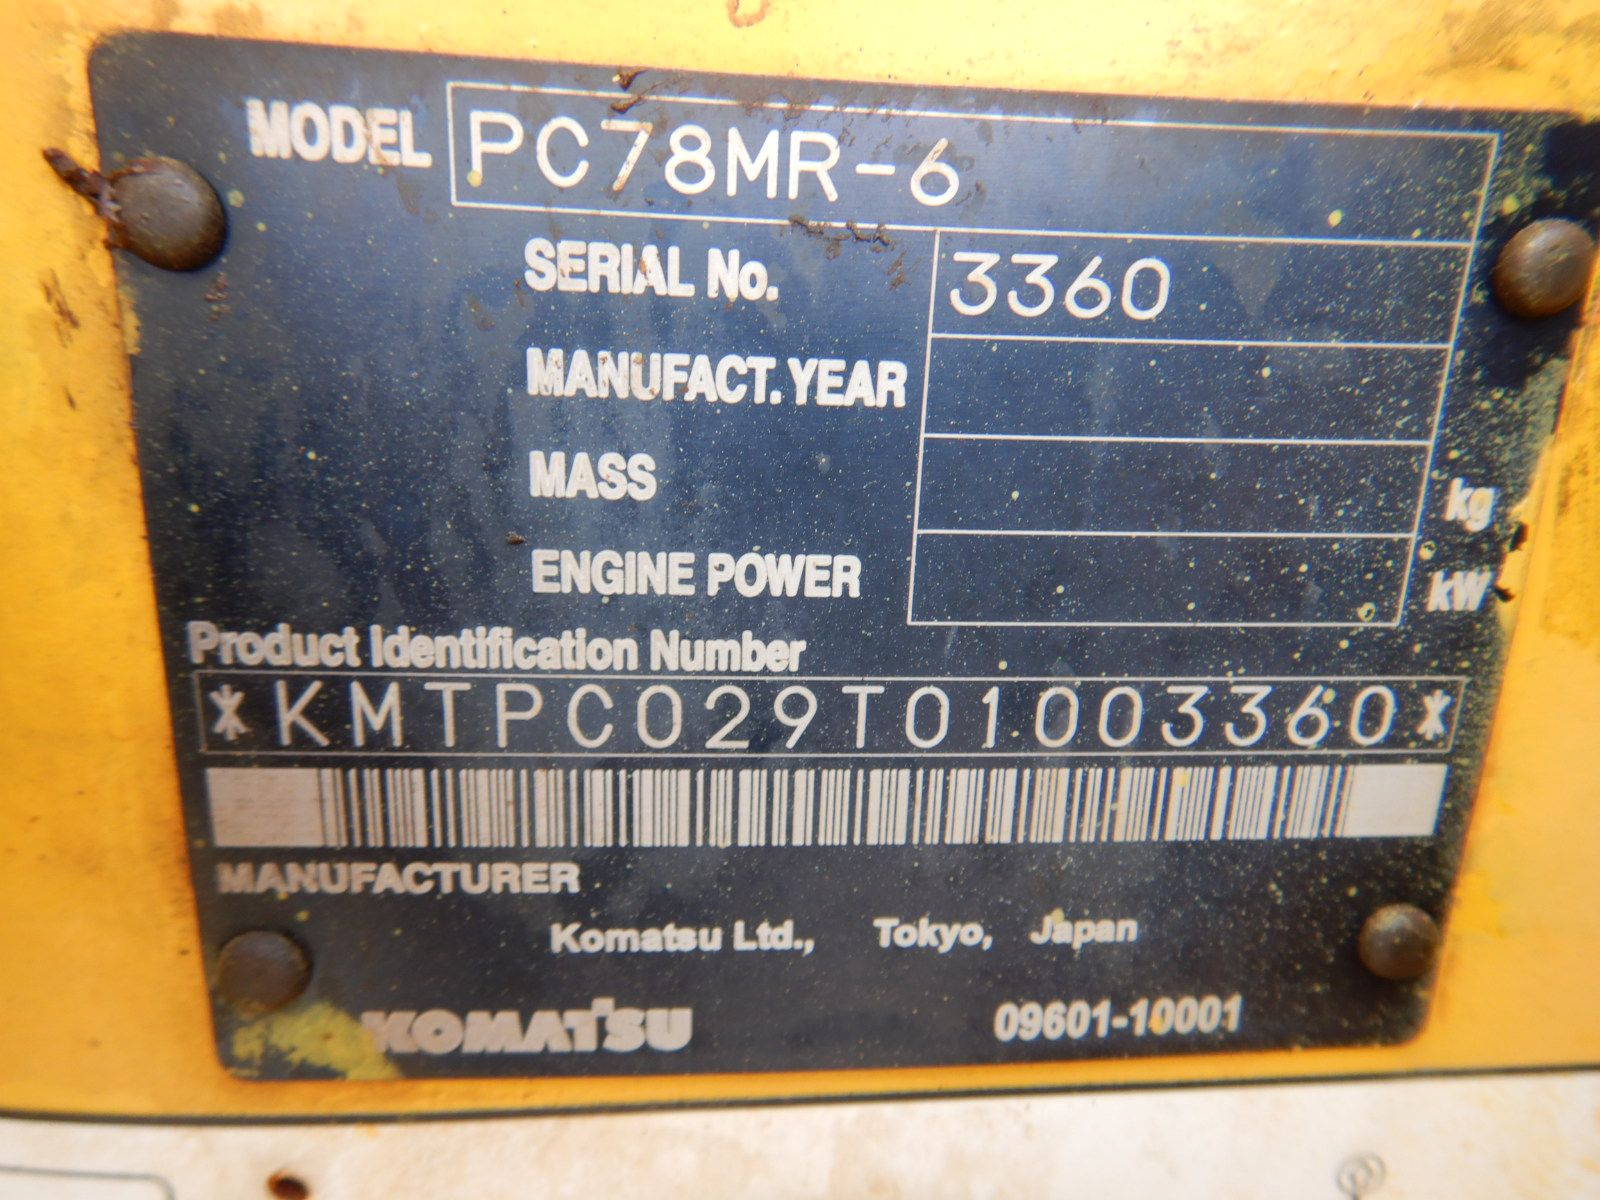 MODEL PC78MR-6
SERIAL No. 3360
MANUFACT. YEAR
MASS kg
ENGINE POWER kW
Product Identification Number
*KMTPC029T01003360*
MANUFACTURER
Komatsu Ltd., Tokyo, Japan
KOMATSU 09601-10001